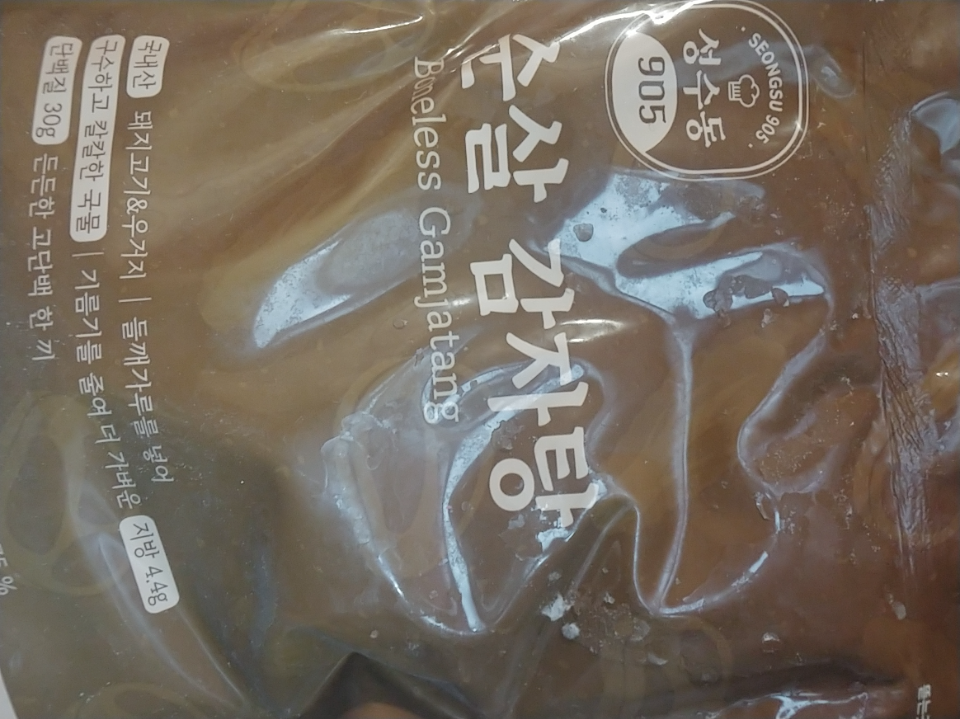 SEONGSU 905
성수동
905
순살 감자탕
Boneless Gamjatang
국내산 돼지고기&우거지 | 들깨가루를 넣어
구수하고 칼칼한 국물 | 기름기를 줄여 더 가벼운 지방 4.4g
단백질 30g 든든한 고단백 한 끼